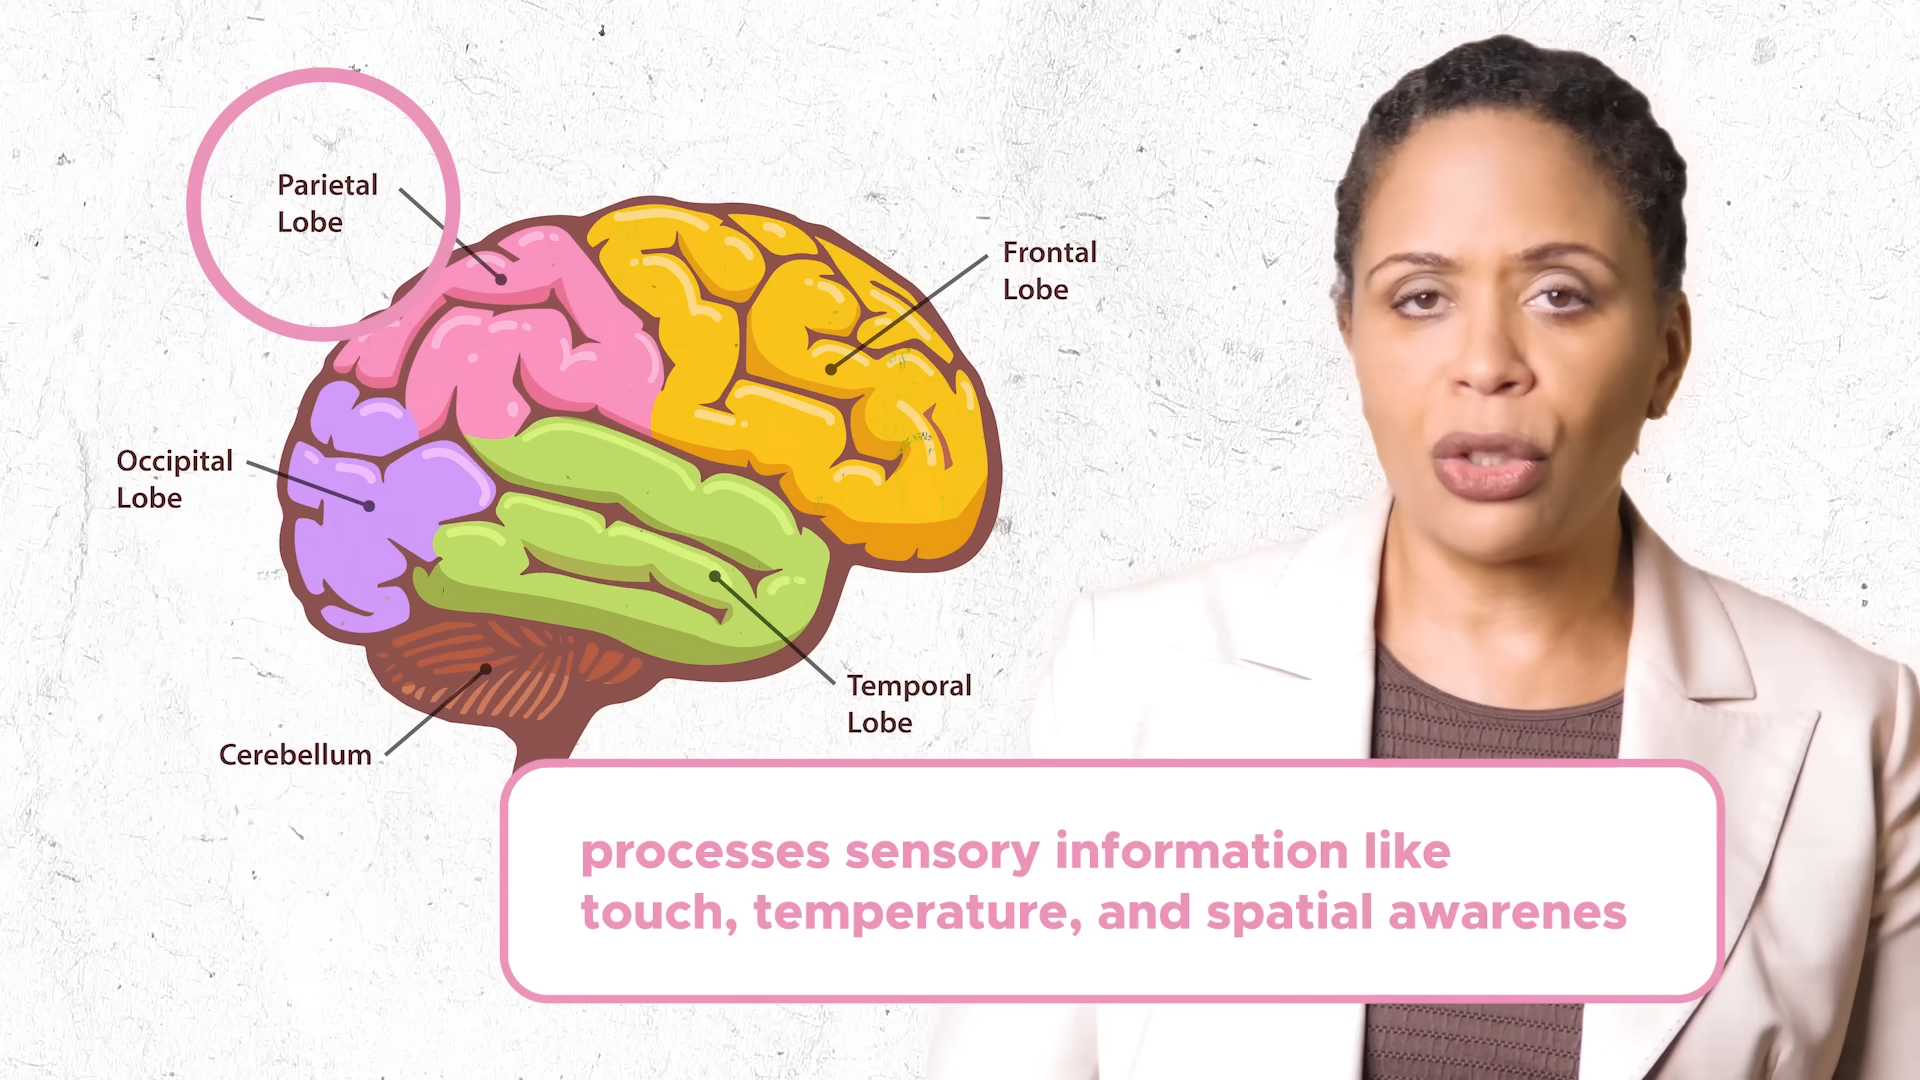 Parietal
Lobe
Frontal
Lobe
Occipital
Lobe
Temporal
Lobe
Cerebellum
processes sensory information like
touch, temperature, and spatial awarenes